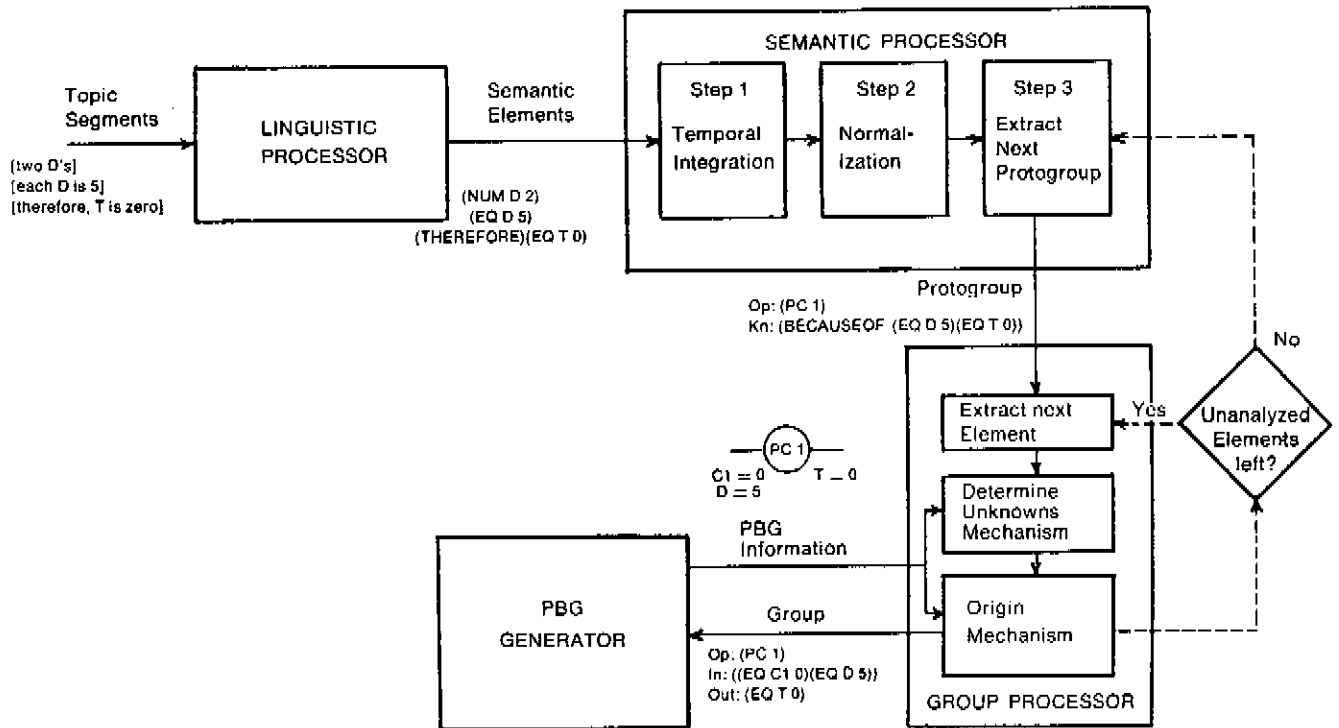 SEMANTIC PROCESSOR
Topic
Segments
[two D's]
[each D is 5]
[therefore, T is zero]
LINGUISTIC
PROCESSOR
Semantic
Elements
(NUM D 2)
(EQ D 5)
(THEREFORE)(EQ T 0)
Step 1
Temporal
Integration
Step 2
Normal-
ization
Step 3
Extract
Next
Protogroup
Protogroup
Op: (PC 1)
Kn: (BECAUSEOF (EQ D 5)(EQ T 0))
No
Yes
Unanalyzed
Elements
left?
Extract next
Element
PC 1
C1 = 0
D = 5
T = 0
Determine
Unknowns
Mechanism
PBG
Information
PBG
GENERATOR
Group
Op: (PC 1)
In: ((EQ C1 0)(EQ D 5))
Out: (EQ T 0)
Origin
Mechanism
GROUP PROCESSOR